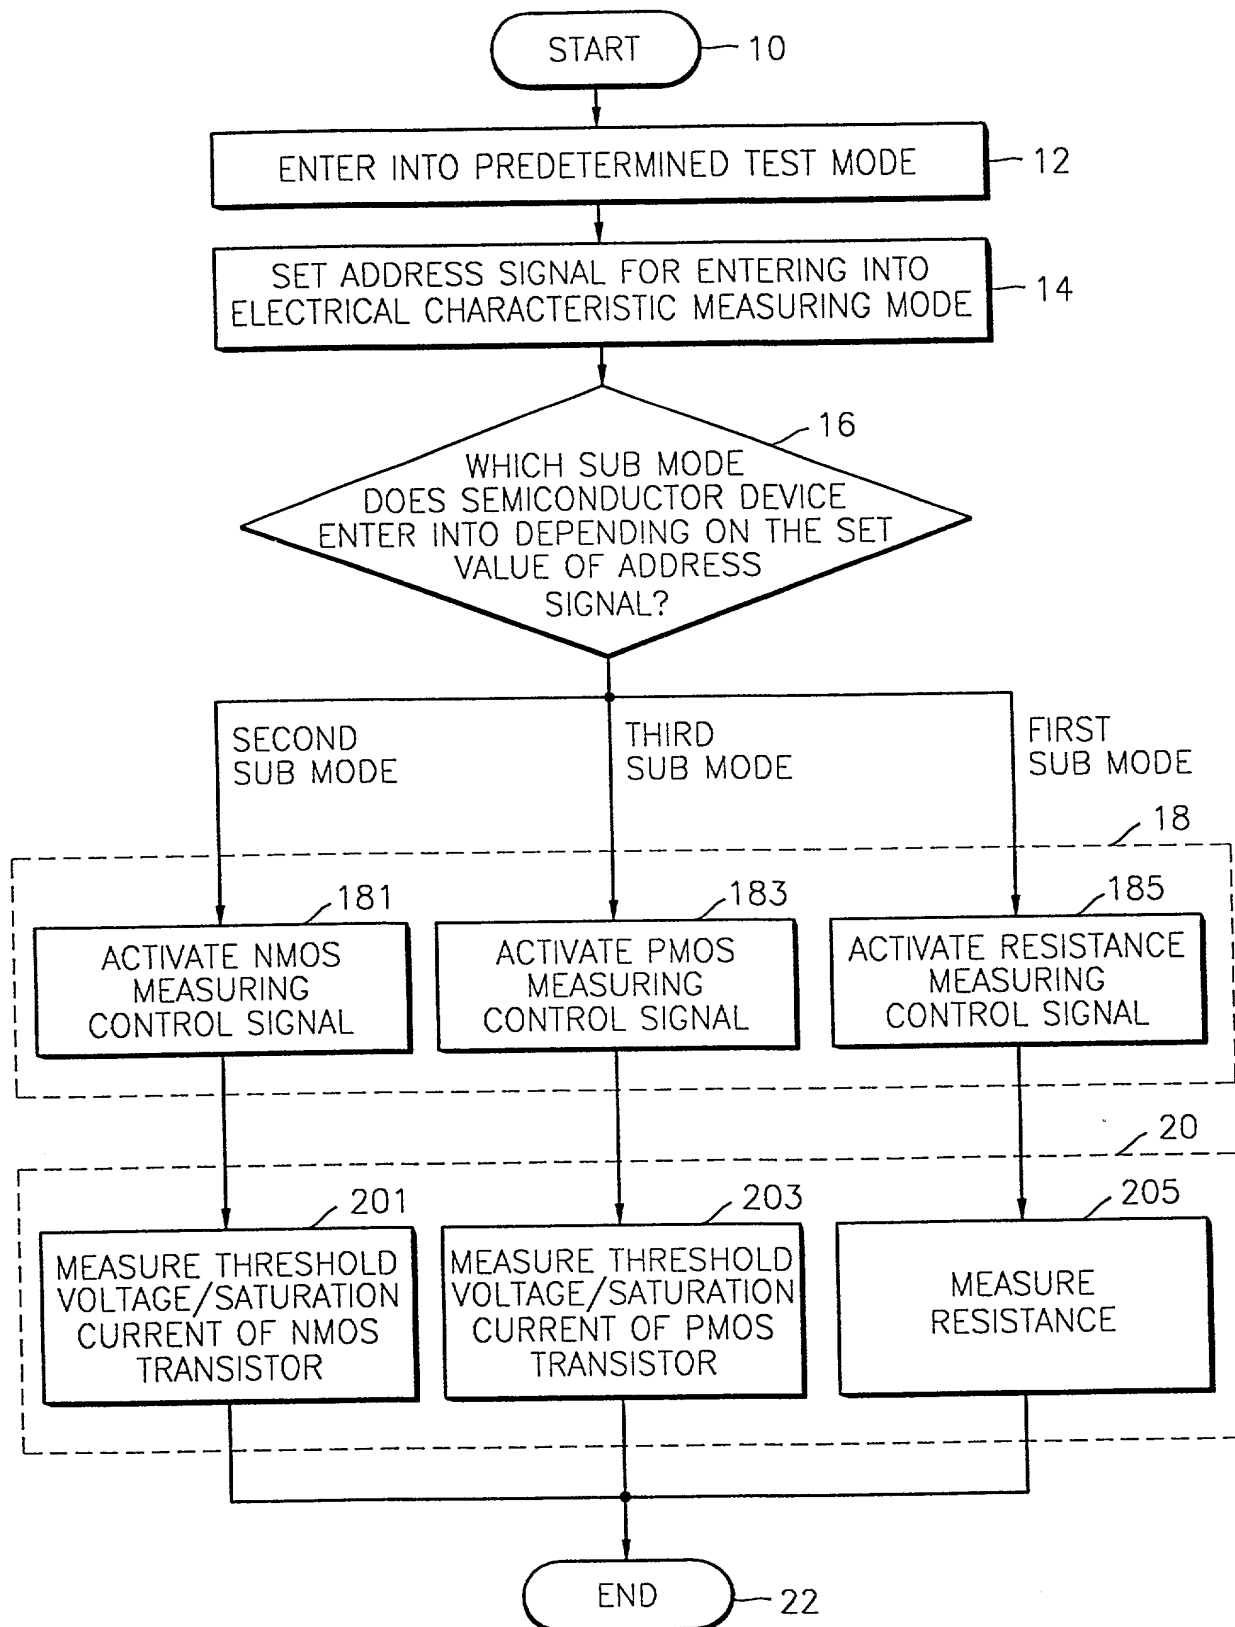 START
10
ENTER INTO PREDETERMINED TEST MODE
12
SET ADDRESS SIGNAL FOR ENTERING INTO
ELECTRICAL CHARACTERISTIC MEASURING MODE
14
16
WHICH SUB MODE
DOES SEMICONDUCTOR DEVICE
ENTER INTO DEPENDING ON THE SET
VALUE OF ADDRESS
SIGNAL?
SECOND
SUB MODE
THIRD
SUB MODE
FIRST
SUB MODE
18
181
ACTIVATE NMOS
MEASURING
CONTROL SIGNAL
183
ACTIVATE PMOS
MEASURING
CONTROL SIGNAL
185
ACTIVATE RESISTANCE
MEASURING
CONTROL SIGNAL
20
201
MEASURE THRESHOLD
VOLTAGE/SATURATION
CURRENT OF NMOS
TRANSISTOR
203
MEASURE THRESHOLD
VOLTAGE/SATURATION
CURRENT OF PMOS
TRANSISTOR
205
MEASURE
RESISTANCE
END
22